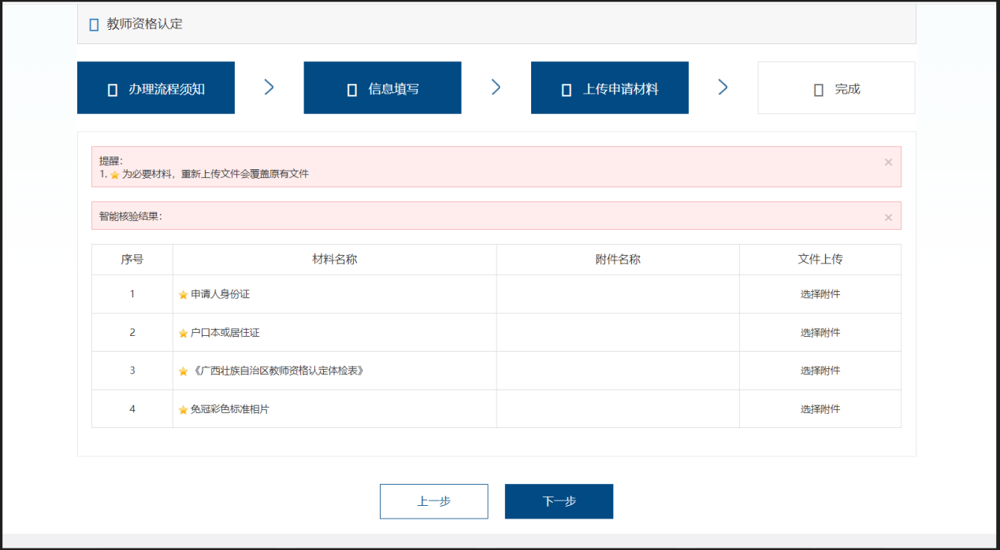 教师资格认定
办理流程须知
信息填写
上传申请材料
完成
提醒：
1. 为必要材料，重新上传文件会覆盖原有文件
智能核验结果：
序号 材料名称 附件名称 文件上传
1 申请人身份证 选择附件
2 户口本或居住证 选择附件
3 《广西壮族自治区教师资格认定体检表》 选择附件
4 免冠彩色标准相片 选择附件
上一步 下一步